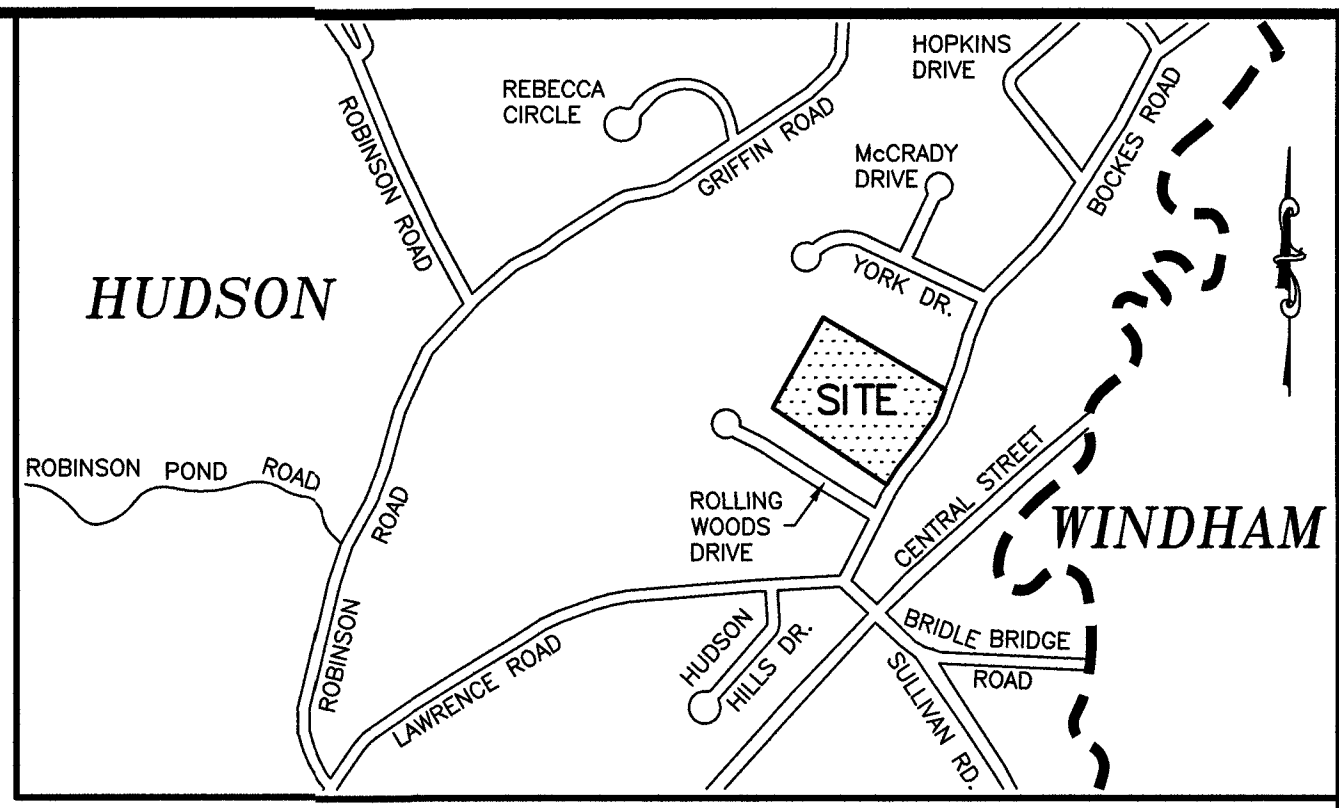 HOPKINS
DRIVE
REBECCA
CIRCLE
ROBINSON ROAD
GRIFFIN ROAD
BOCKES ROAD
McCRADY
DRIVE
HUDSON
YORK DR.
SITE
ROBINSON POND ROAD
ROAD
ROLLING
WOODS
DRIVE
CENTRAL STREET
WINDHAM
ROBINSON
LAWRENCE ROAD
HUDSON
HILLS DR.
BRIDLE BRIDGE
ROAD
SULLIVAN RD.